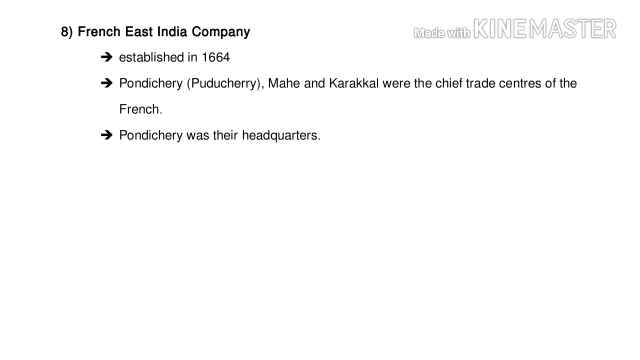 8) French East India Company
Made with KINEMASTER
➔ established in 1664
➔ Pondichery (Puducherry), Mahe and Karakkal were the chief trade centres of the
French.
➔ Pondichery was their headquarters.